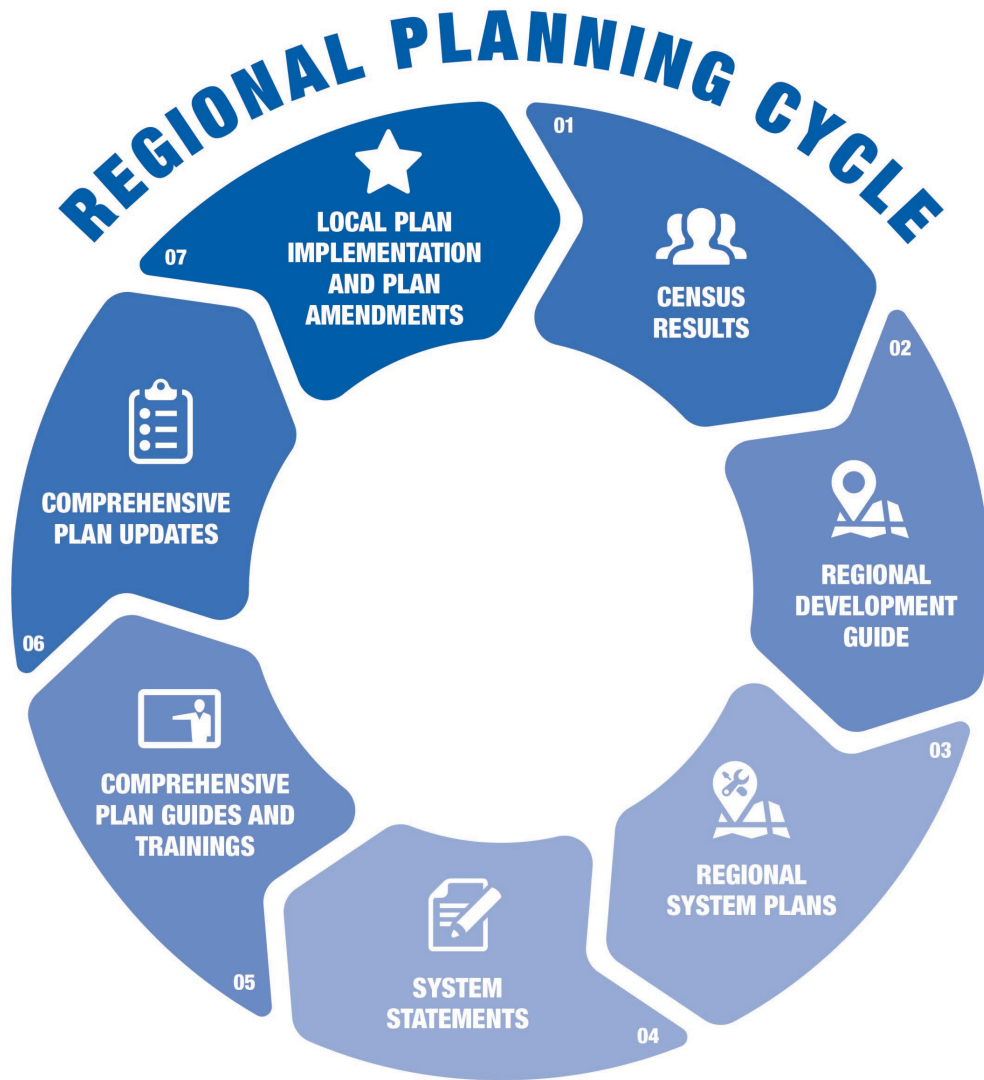 REGIONAL PLANNING CYCLE
01
CENSUS
RESULTS
02
REGIONAL
DEVELOPMENT
GUIDE
03
REGIONAL
SYSTEM PLANS
04
SYSTEM
STATEMENTS
05
COMPREHENSIVE
PLAN GUIDES AND
TRAININGS
06
COMPREHENSIVE
PLAN UPDATES
07
LOCAL PLAN
IMPLEMENTATION
AND PLAN
AMENDMENTS